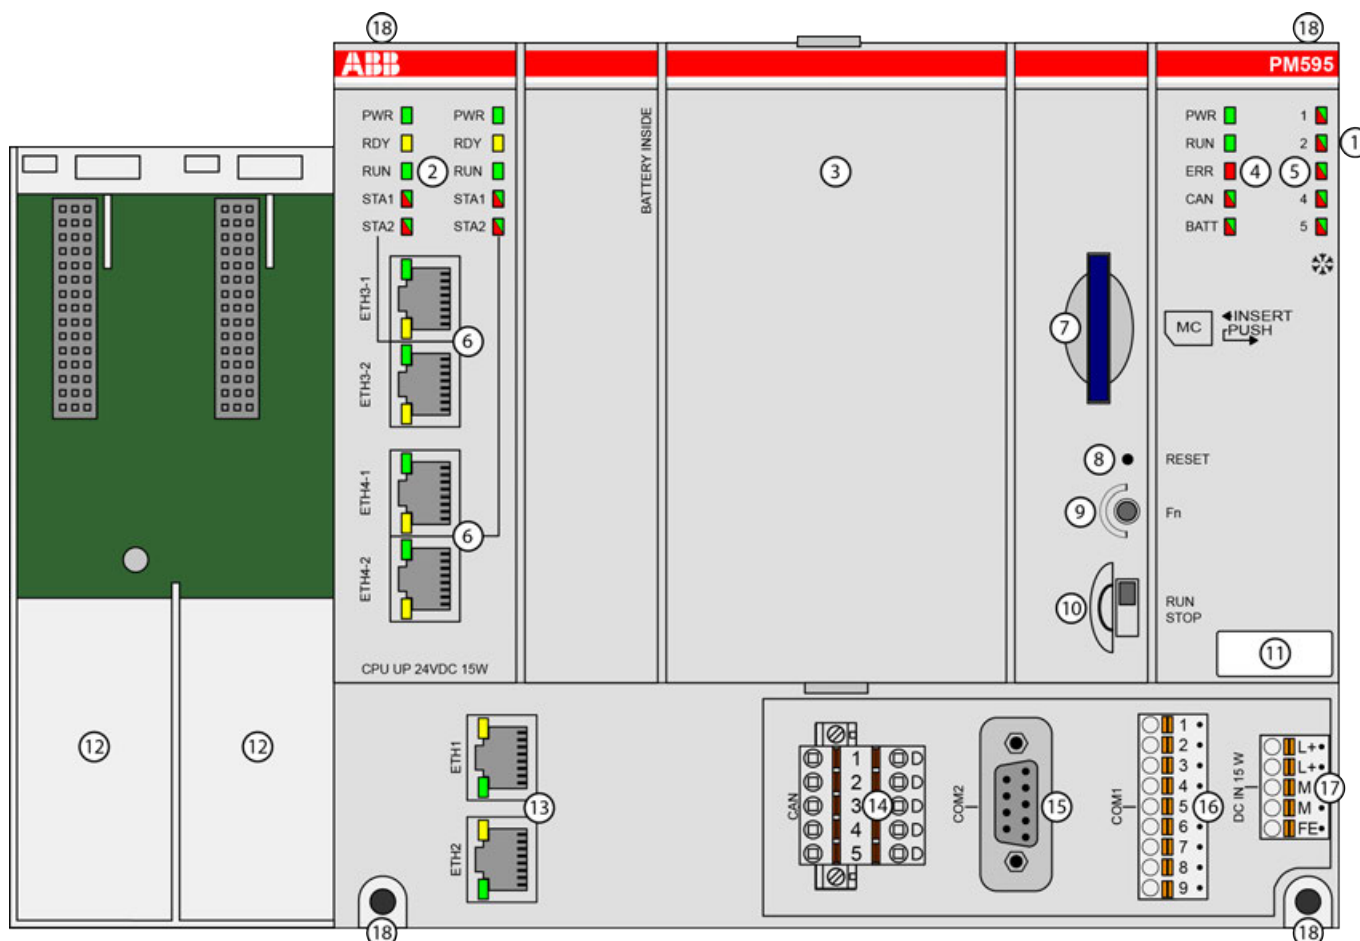 18 18
ABB PM595
PWR PWR PWR 1
RDY RDY RUN 2 1
RUN 2 RUN ERR 4 5
STA1 STA1 CAN 4
STA2 STA2 BATT 5
BATTERY INSIDE
3
ETH3-1
6
ETH3-2
7 MC INSERT
PUSH
8 RESET
ETH4-1
9 Fn
6
ETH4-2
10 RUN
STOP
11
CPU UP 24VDC 15W
12 12
ETH1
13
ETH2
CAN
1
2
3 14
4
5
COM2
15
COM1
1
2
3
4
5 16
6
7
8
9
DC IN 15 W
L+
L+
M 17
M
FE
18 18